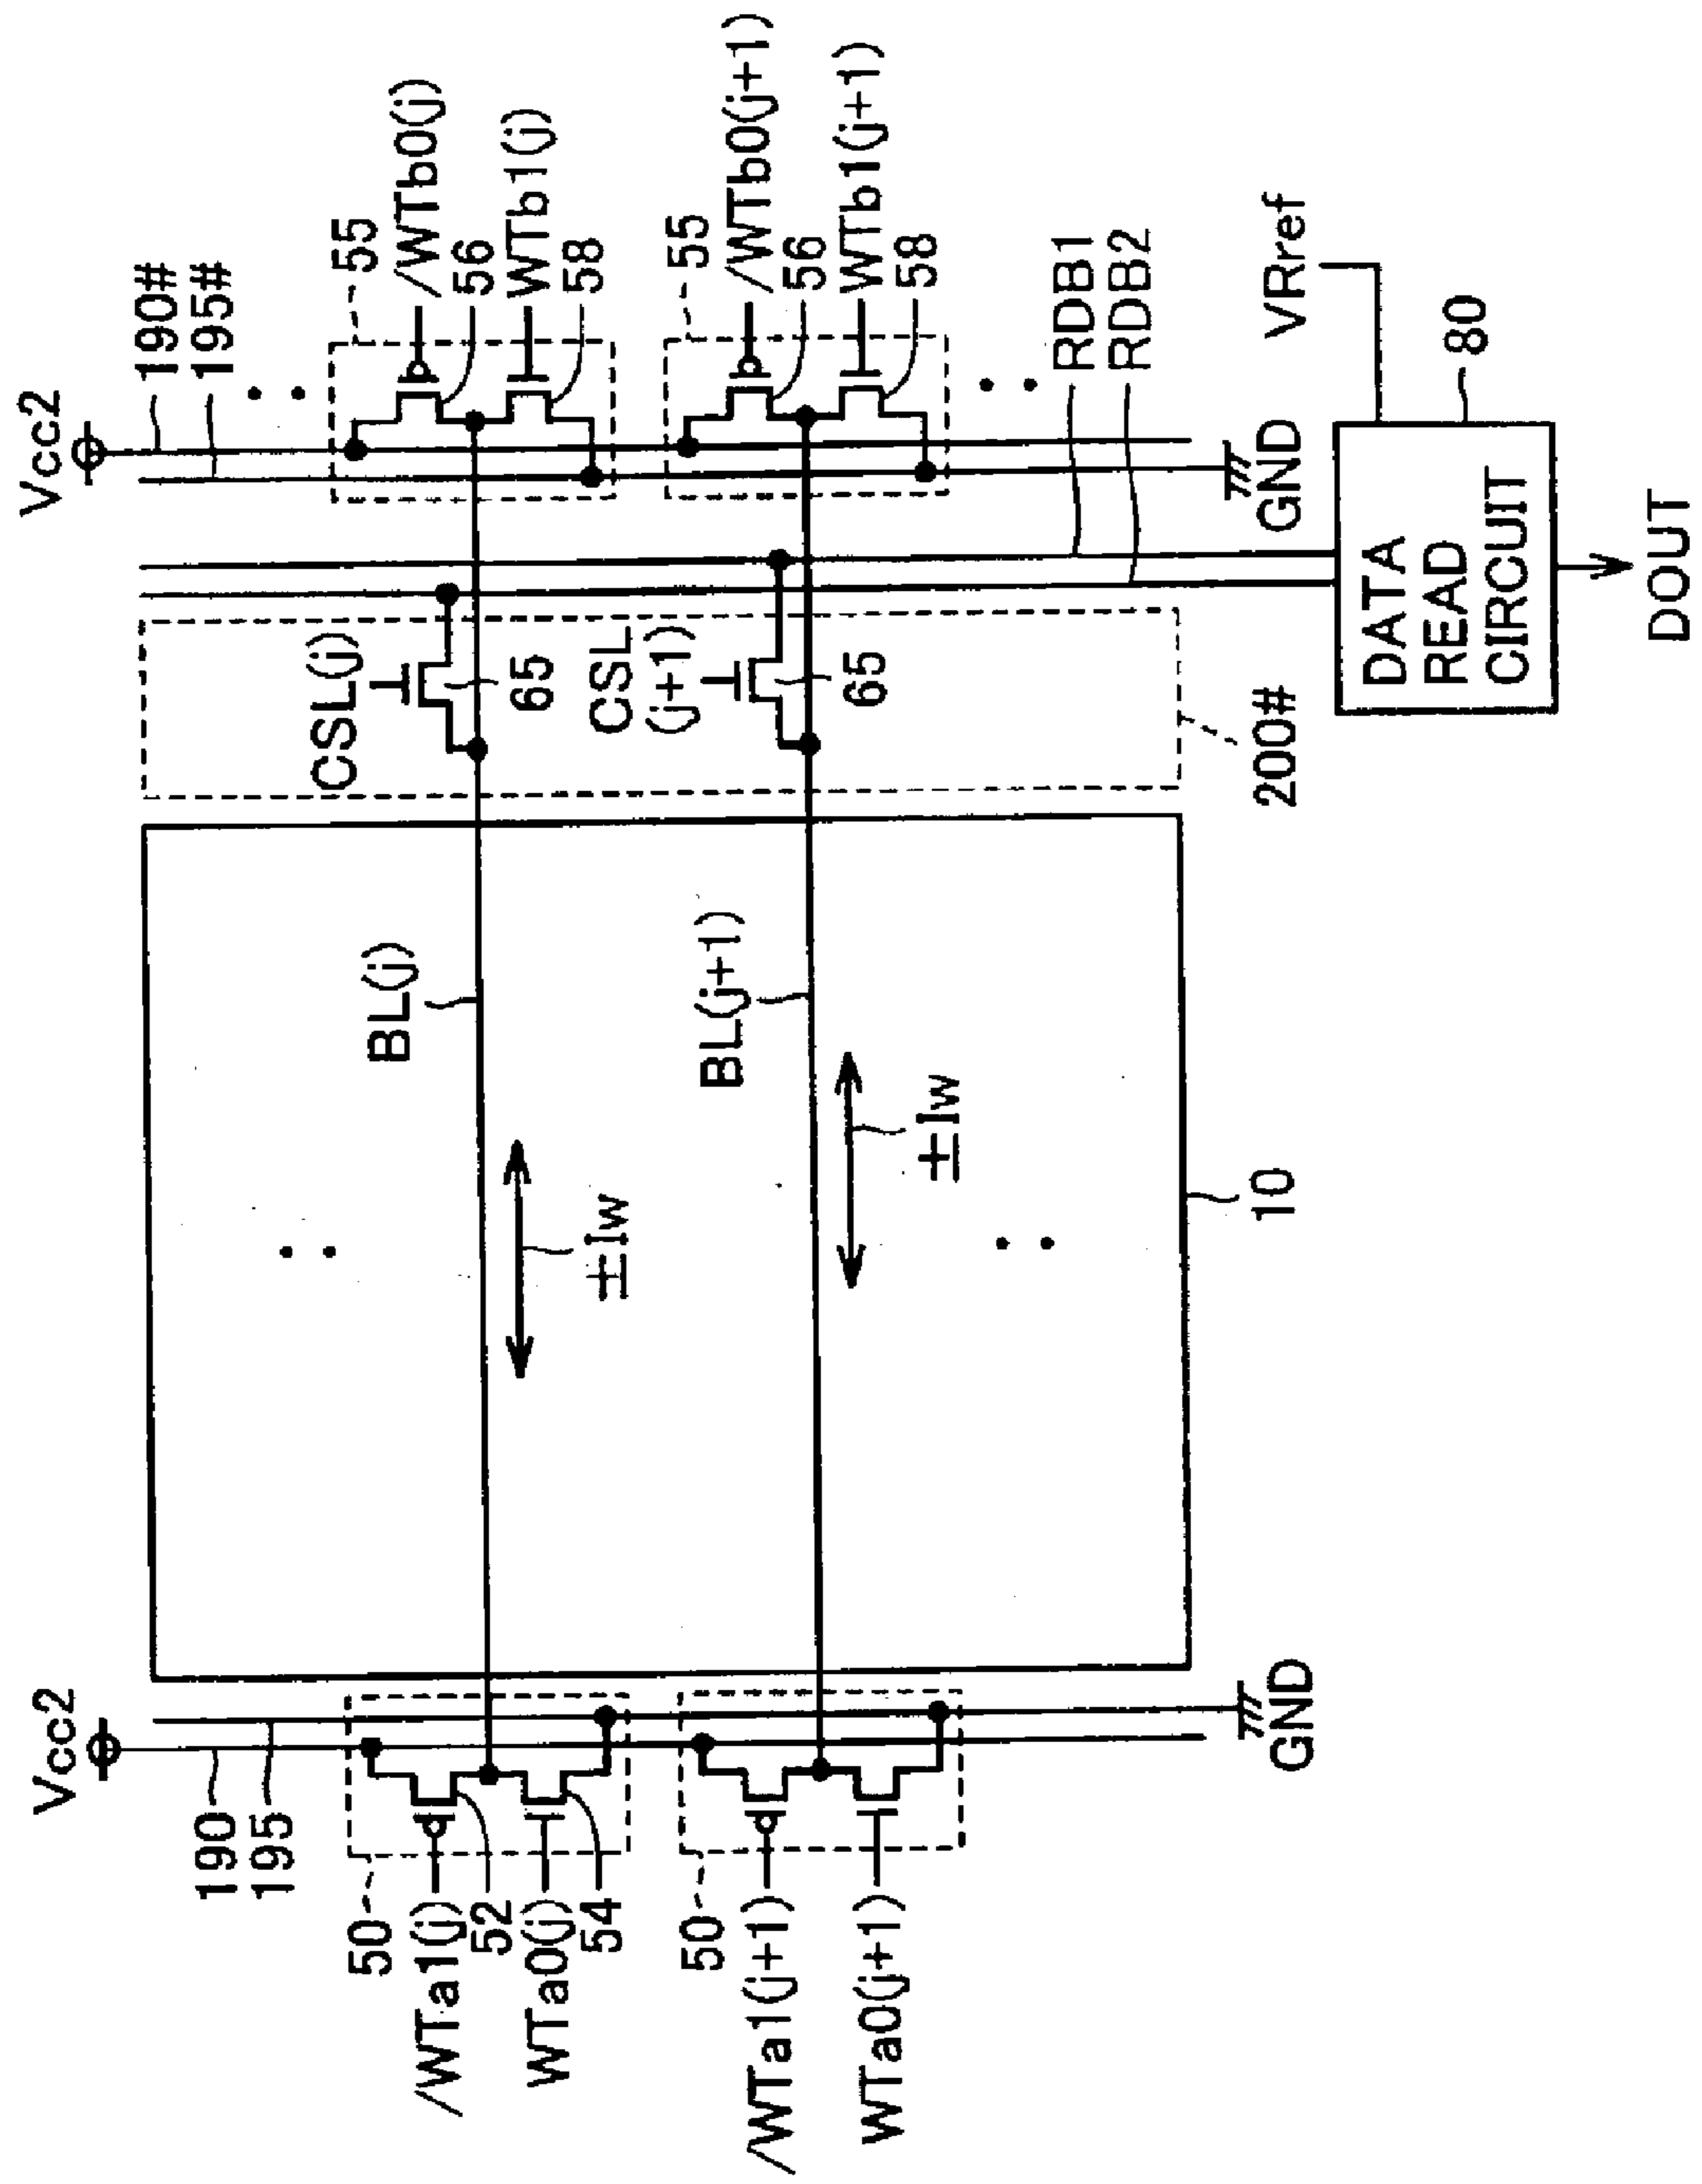 Vcc2
190#
195#
55
/WTb0(j)
56
WTb1(j)
58
55
/WTb0(j+1)
56
WTb1(j+1)
58
RDB1
RDB2
VRref
80
GND
DATA
READ
CIRCUIT
DOUT
CSL(j)
65
CSL
(j+1)
65
200#
BL(j)
BL(j+1)
±Iw
±Iw
10
Vcc2
190
195
50
/WTa1(j)
52
WTa0(j)
54
50
/WTa1(j+1)
WTa0(j+1)
GND